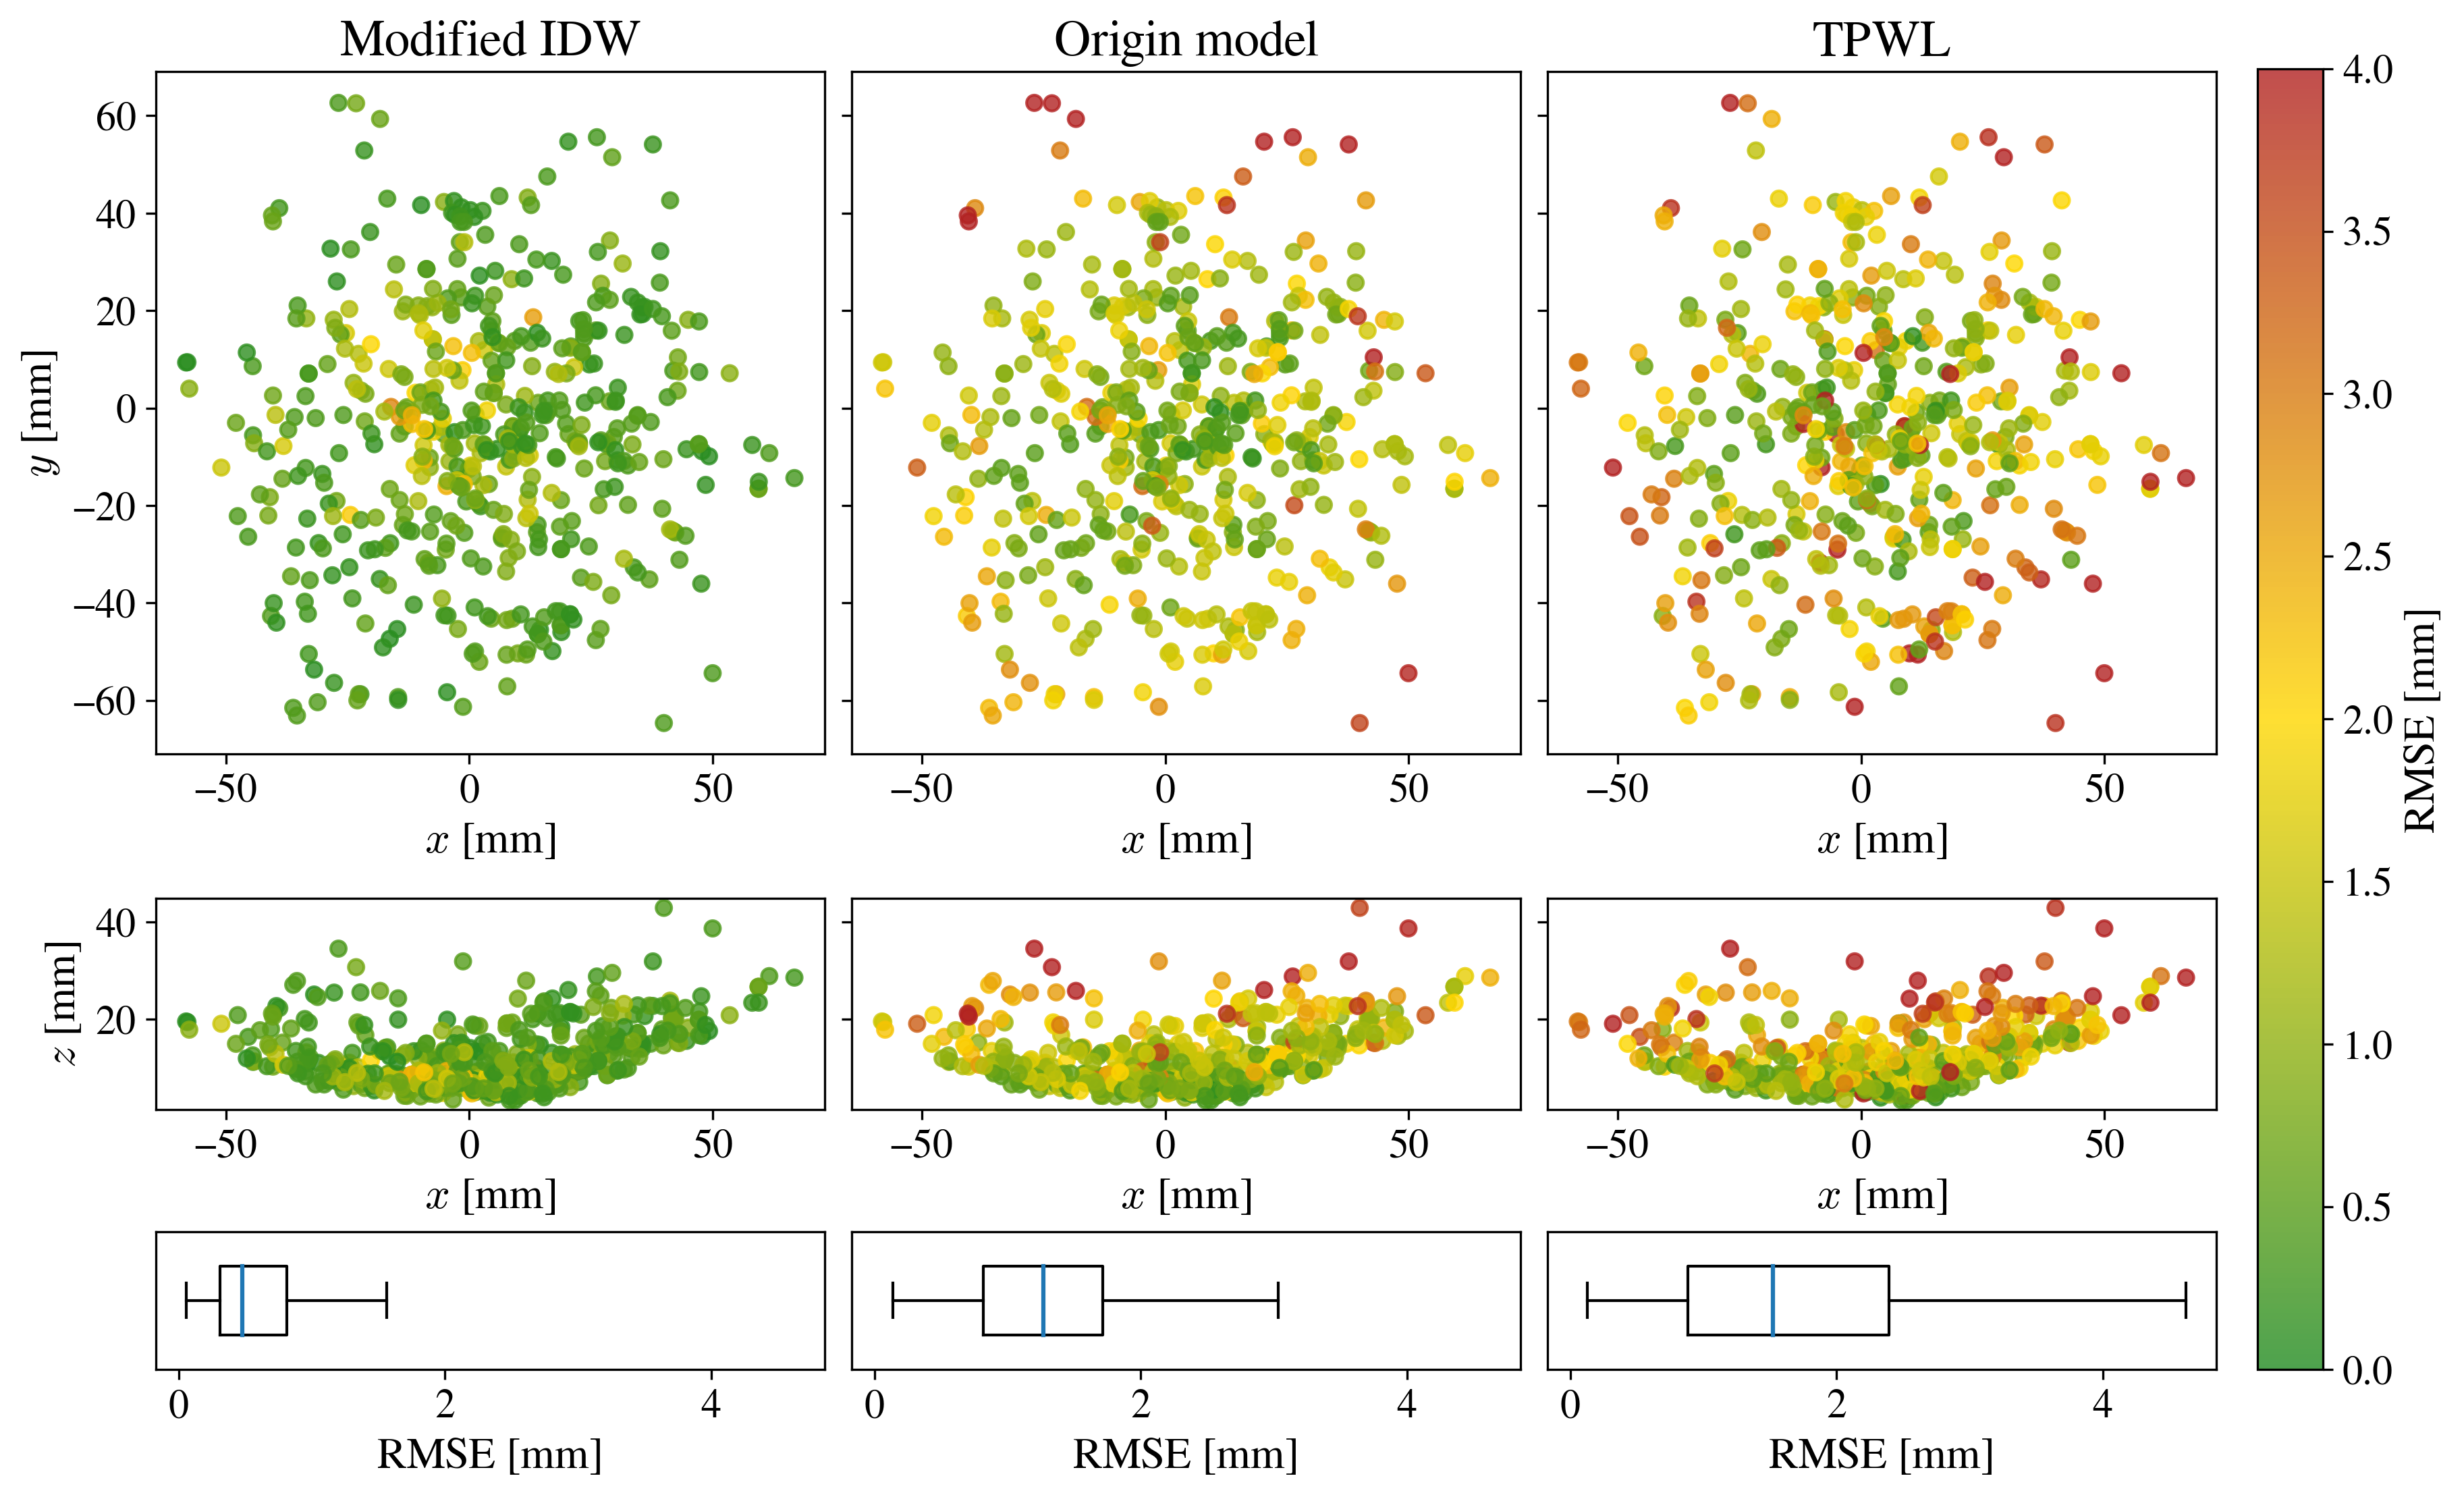 Modified IDW Origin model TPWL
60
40
20
0
−20
−40
−60
y [mm]
−50 0 50 −50 0 50 −50 0 50
x [mm] x [mm] x [mm]
40
20
z [mm]
−50 0 50 −50 0 50 −50 0 50
x [mm] x [mm] x [mm]
0 2 4 0 2 4 0 2 4
RMSE [mm] RMSE [mm] RMSE [mm]
4.0
3.5
3.0
2.5
2.0
1.5
1.0
0.5
0.0
RMSE [mm]